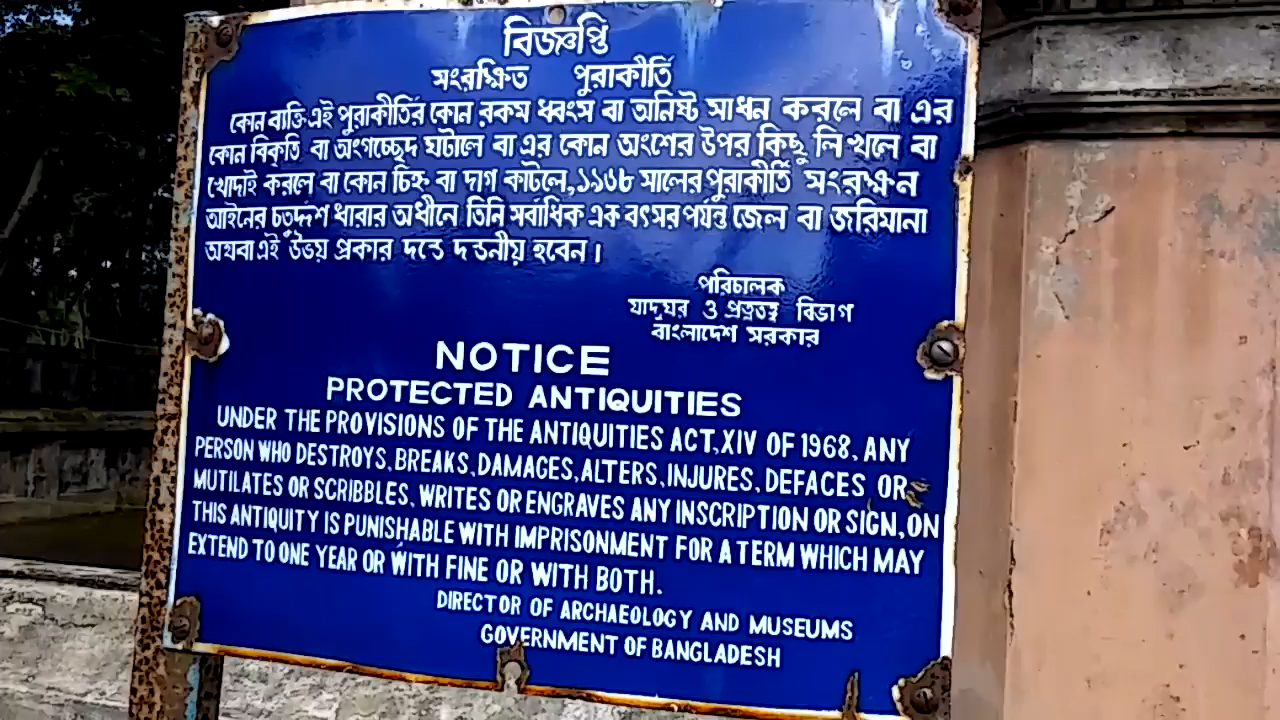 বিজ্ঞপ্তি
সংরক্ষিত পুরাকীর্তি
কোন ব্যক্তি এই পুরাকীর্তির কোন রকম ধ্বংস বা অনিষ্ট সাধন করলে বা এর
কোন বিকৃতি বা অংগচ্ছেদ ঘটালে বা এর কোন অংশের উপর কিছু লিখলে বা
খোদাই করলে বা কোন চিহ্ন বা দাগ কাটলে, ১৯৬৮ সালের পুরাকীর্তি সংরক্ষন
আইনের চতুর্দ্দশ ধারার অধীনে তিনি সর্বাধিক এক বৎসর পর্যন্ত জেল বা জরিমানা
অথবা এই উভয় প্রকার দন্ডে দন্ডনীয় হবেন ।
পরিচালক
যাদুঘর ও প্রত্নতত্ত্ব বিভাগ
বাংলাদেশ সরকার
NOTICE
PROTECTED ANTIQUITIES
UNDER THE PROVISIONS OF THE ANTIQUITIES ACT, XIV OF 1968, ANY
PERSON WHO DESTROYS, BREAKS, DAMAGES, ALTERS, INJURES, DEFACES OR
MUTILATES OR SCRIBBLES, WRITES OR ENGRAVES ANY INSCRIPTION OR SIGN, ON
THIS ANTIQUITY IS PUNISHABLE WITH IMPRISONMENT FOR A TERM WHICH MAY
EXTEND TO ONE YEAR OR WITH FINE OR WITH BOTH.
DIRECTOR OF ARCHAEOLOGY AND MUSEUMS
GOVERNMENT OF BANGLADESH